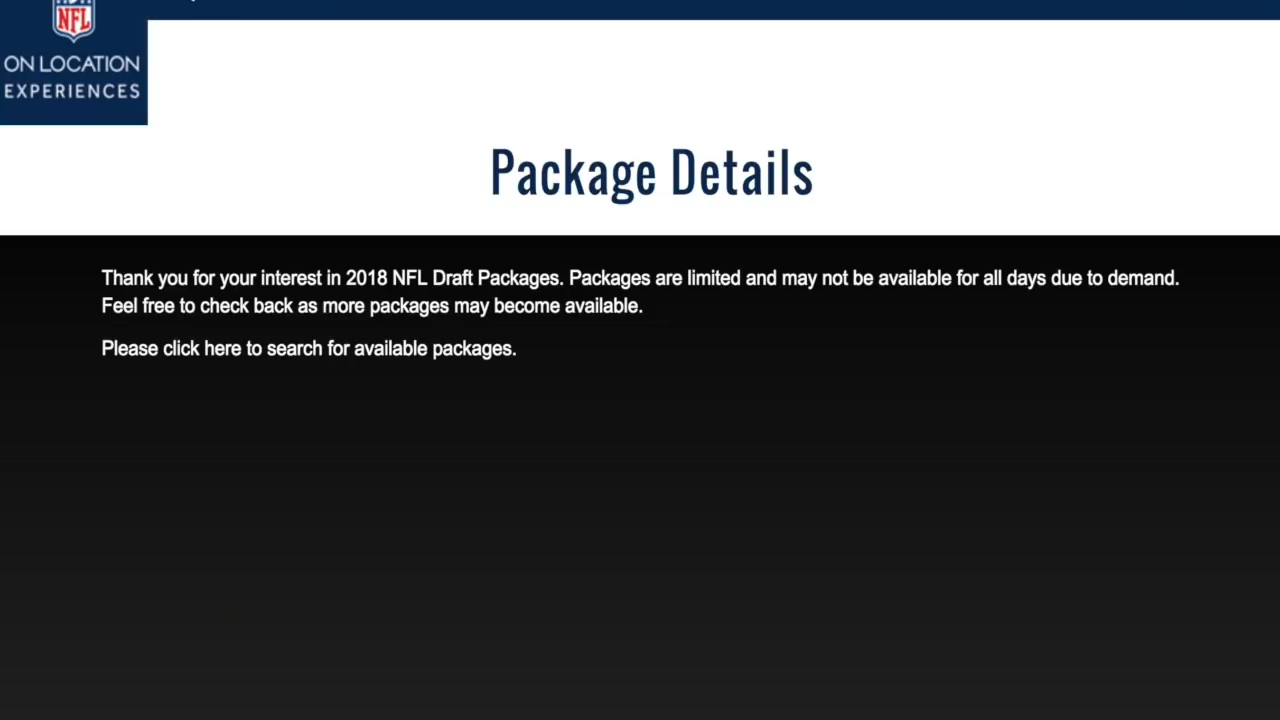 NFL
ON LOCATION
EXPERIENCES
Package Details
Thank you for your interest in 2018 NFL Draft Packages. Packages are limited and may not be available for all days due to demand.
Feel free to check back as more packages may become available.
Please click here to search for available packages.